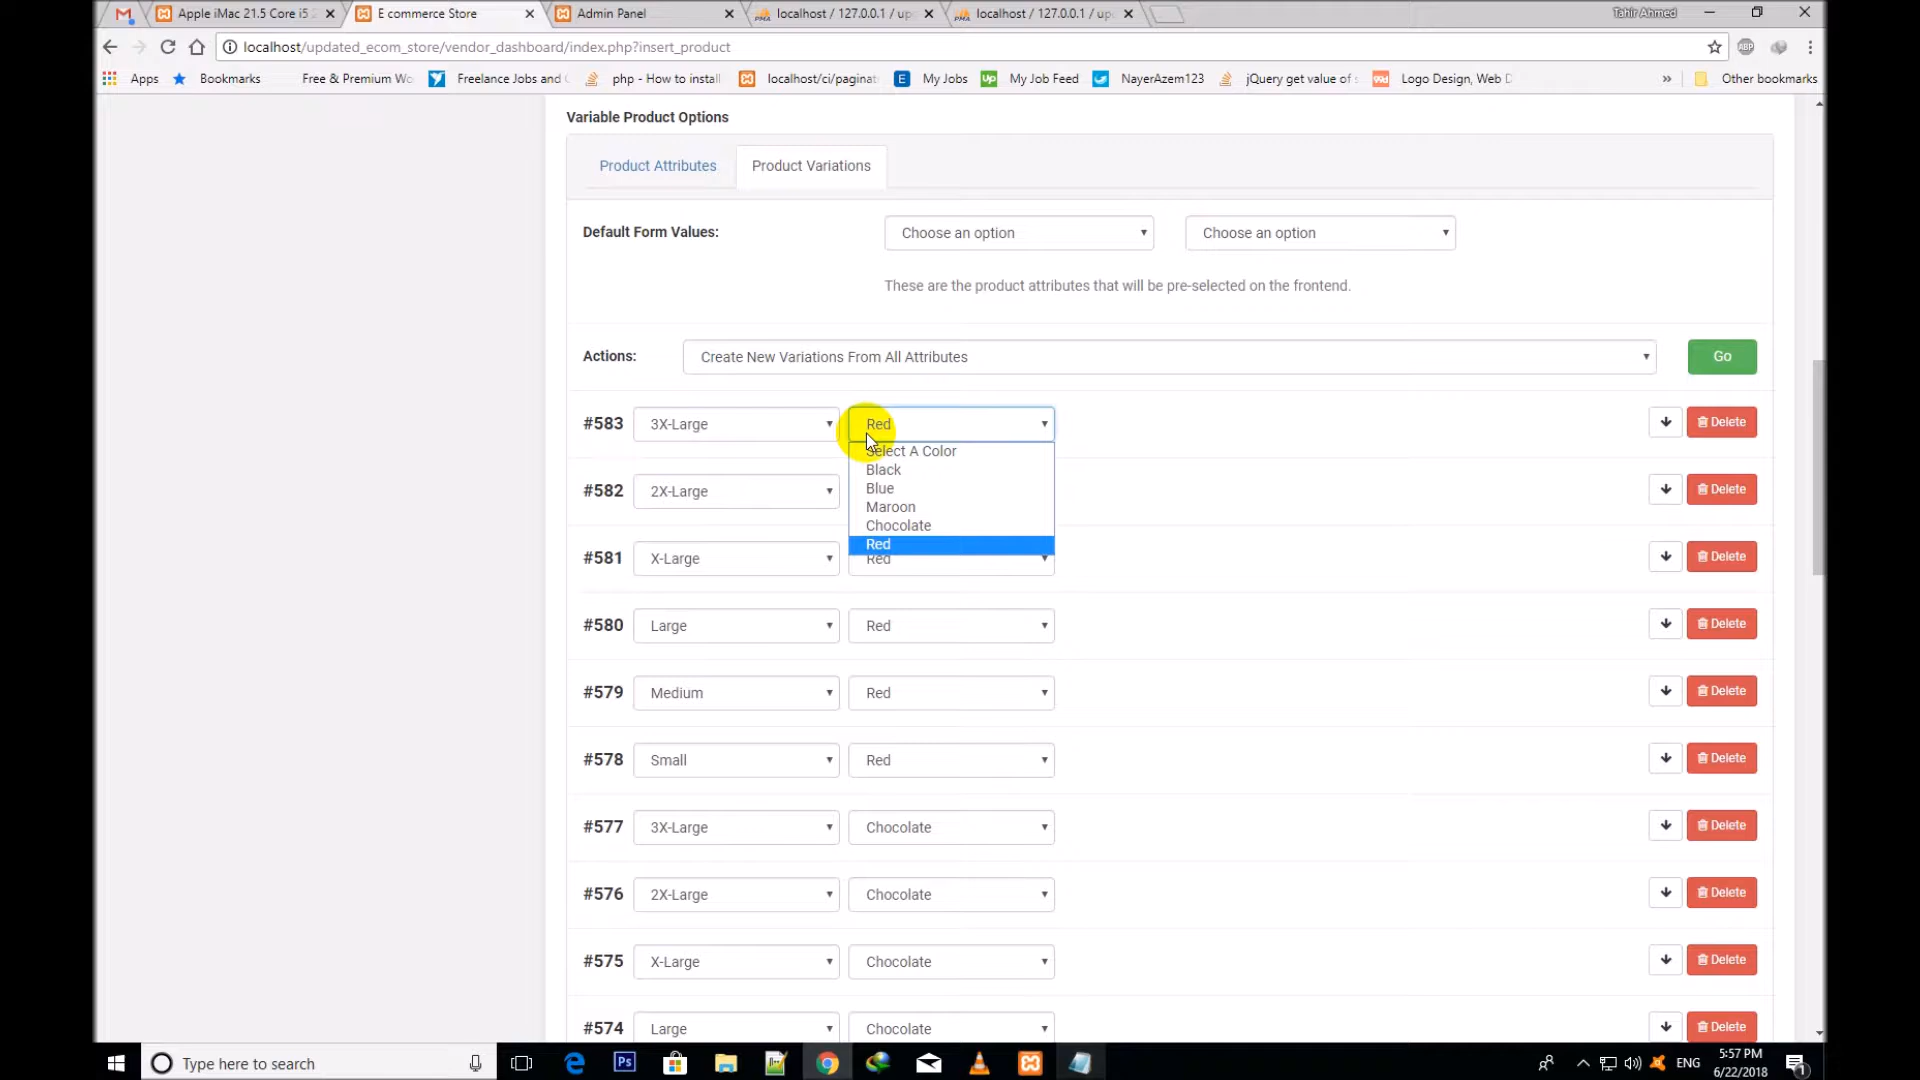 Apple iMac 21.5 Core i5
E commerce Store
Admin Panel
localhost / 127.0.0.1 / up
localhost / 127.0.0.1 / up
Tahir Ahmed
localhost/updated_ecom_store/vendor_dashboard/index.php?insert_product
ABP
Apps Bookmarks Free & Premium Wo Freelance Jobs and php - How to install localhost/ci/paginat E My Jobs Up My Job Feed NayerAzem123 jQuery get value of Logo Design, Web D » Other bookmarks
Variable Product Options
Product Attributes Product Variations
Default Form Values: Choose an option Choose an option
These are the product attributes that will be pre-selected on the frontend.
Actions: Create New Variations From All Attributes Go
#583 3X-Large Red Delete
Select A Color
Black
Blue
Maroon
Chocolate
Red
#582 2X-Large Delete
#581 X-Large Red Delete
#580 Large Red Delete
#579 Medium Red Delete
#578 Small Red Delete
#577 3X-Large Chocolate Delete
#576 2X-Large Chocolate Delete
#575 X-Large Chocolate Delete
#574 Large Chocolate Delete
Type here to search
Ps
ENG
5:57 PM
6/22/2018
1